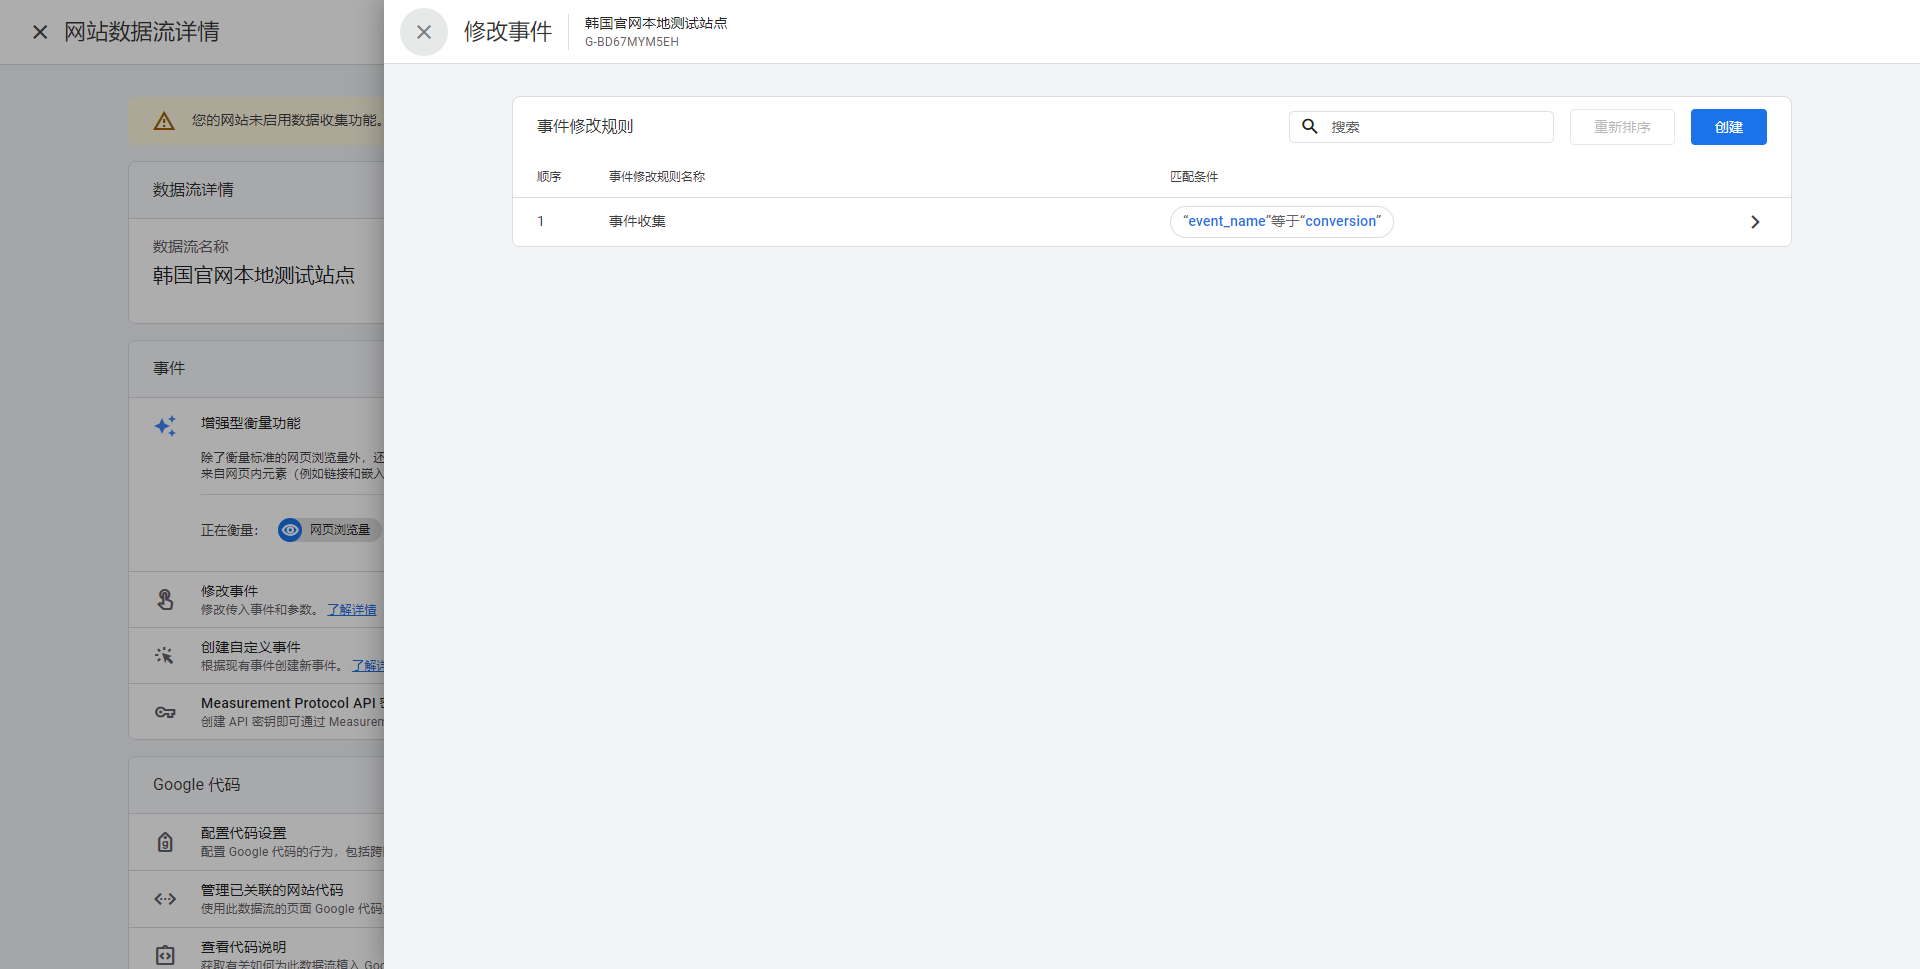 网站数据流详情
您的网站未启用数据收集功能。
数据流详情
数据流名称
韩国官网本地测试站点
事件
增强型衡量功能
除了衡量标准的网页浏览量外，还
来自网页内元素（例如链接和嵌入
正在衡量：
网页浏览量
修改事件
修改传入事件和参数。 了解详情
创建自定义事件
根据现有事件创建新事件。 了解详
Measurement Protocol API
创建 API 密钥即可通过 Measurem
Google 代码
配置代码设置
配置 Google 代码的行为，包括跨
管理已关联的网站代码
使用此数据流的页面 Google 代码
查看代码说明
获取有关如何为此数据流植入 Goo
修改事件
韩国官网本地测试站点
G-BD67MYM5EH
事件修改规则
搜索
重新排序
创建
顺序 事件修改规则名称 匹配条件
1 事件收集 “event_name”等于“conversion”